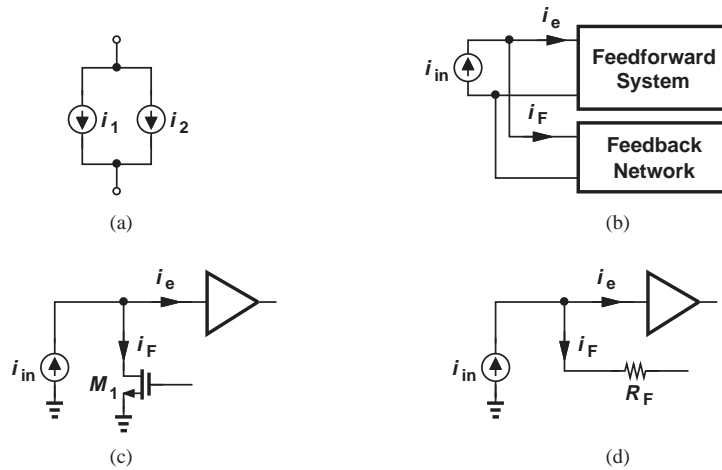 i1
i2
(a)
ie
iin
Feedforward
System
iF
Feedback
Network
(b)
ie
iF
iin
M1
(c)
ie
iF
iin
RF
(d)